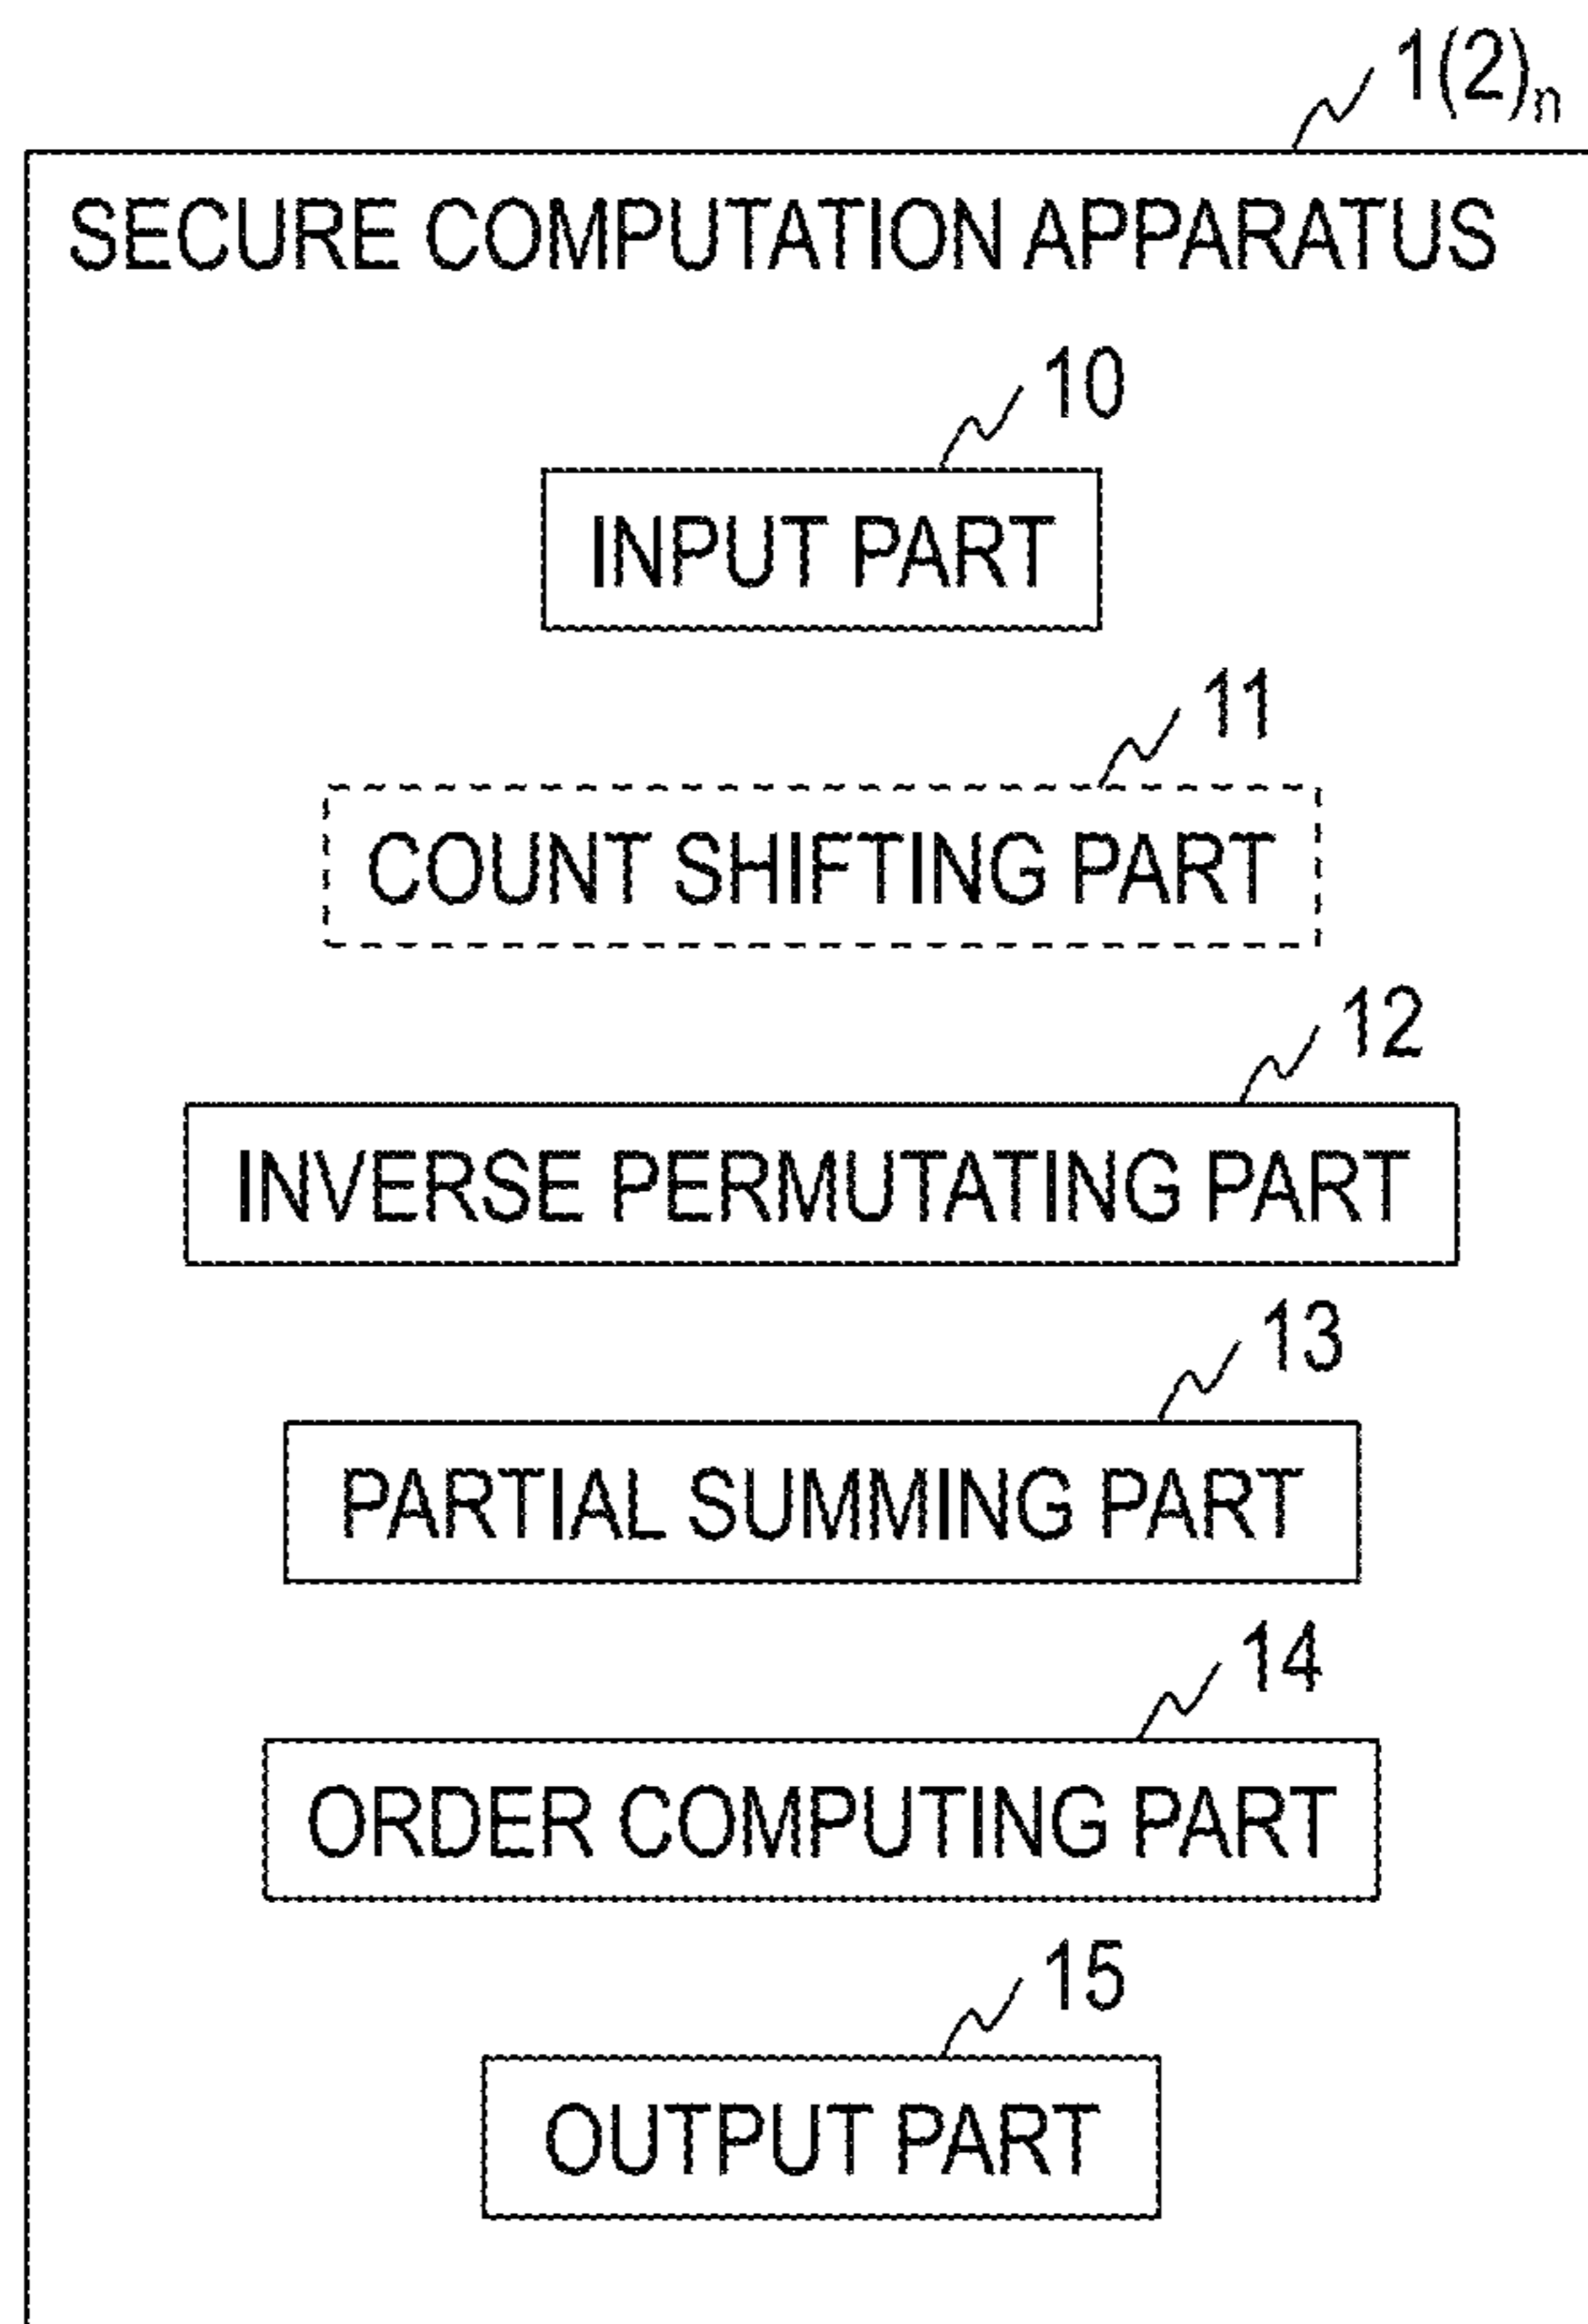 1(2)n
SECURE COMPUTATION APPARATUS
10
INPUT PART
11
COUNT SHIFTING PART
12
INVERSE PERMUTATING PART
13
PARTIAL SUMMING PART
14
ORDER COMPUTING PART
15
OUTPUT PART